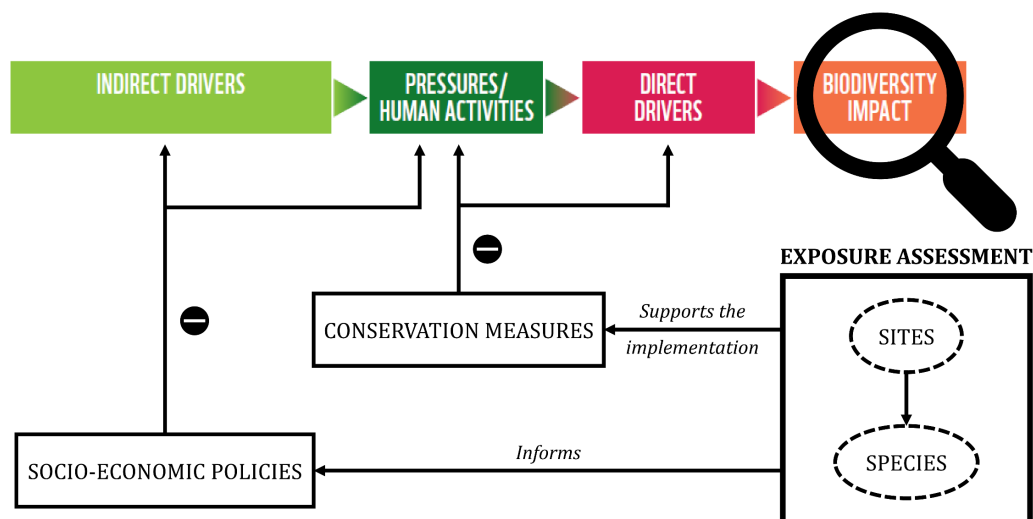 INDIRECT DRIVERS
PRESSURES/
HUMAN ACTIVITIES
DIRECT
DRIVERS
BIODIVERSITY
IMPACT
EXPOSURE ASSESSMENT
SITES
SPECIES
CONSERVATION MEASURES
Supports the
implementation
SOCIO-ECONOMIC POLICIES
Informs